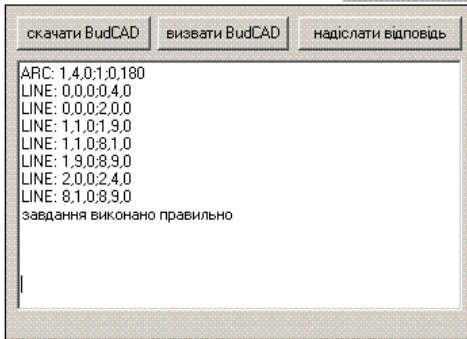 скачати BudCAD визвати BudCAD надіслати відповідь
ARC: 1,4,0;1;0,180
LINE: 0,0,0;0,4,0
LINE: 0,0,0;2,0,0
LINE: 1,1,0;1,9,0
LINE: 1,1,0;8,1,0
LINE: 1,9,0;8,9,0
LINE: 2,0,0;2,4,0
LINE: 8,1,0;8,9,0
завдання виконано правильно